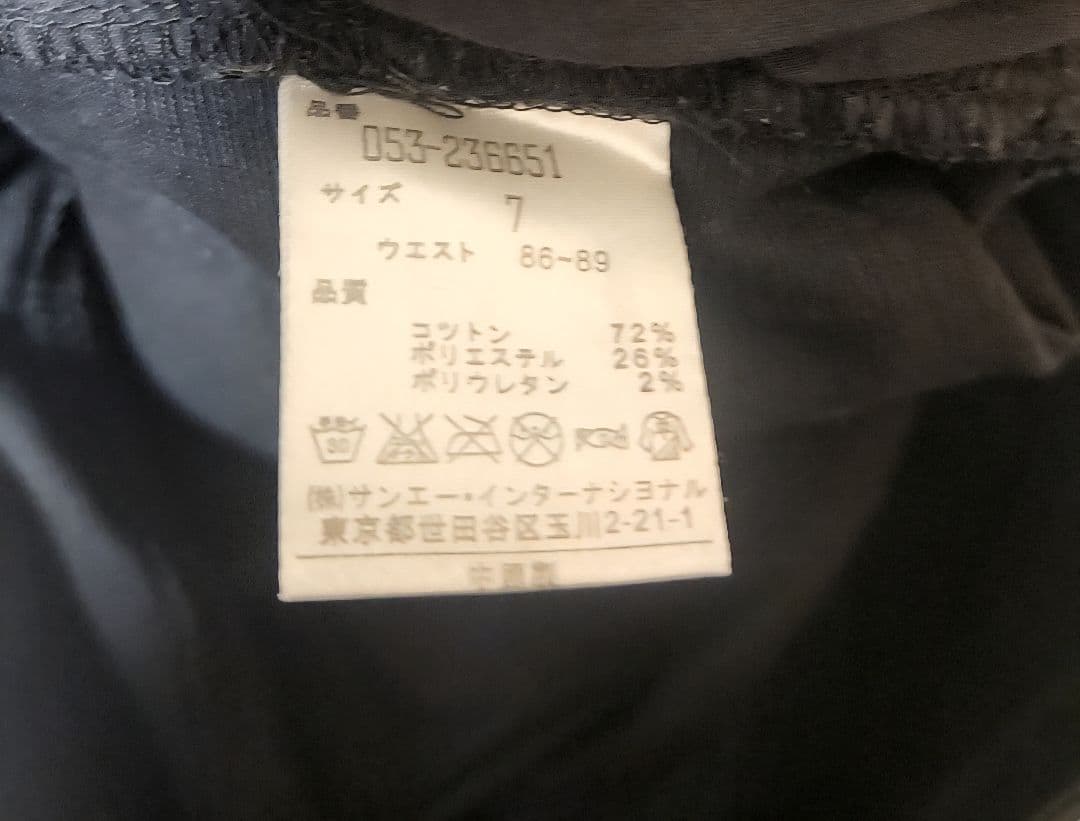 品番
053-236651
サイズ
7
ウエスト 86-89
品質
コットン 72%
ポリエステル 26%
ポリウレタン 2%
(株)サンエー・インターナショナル
東京都世田谷区玉川2-21-1
中国製